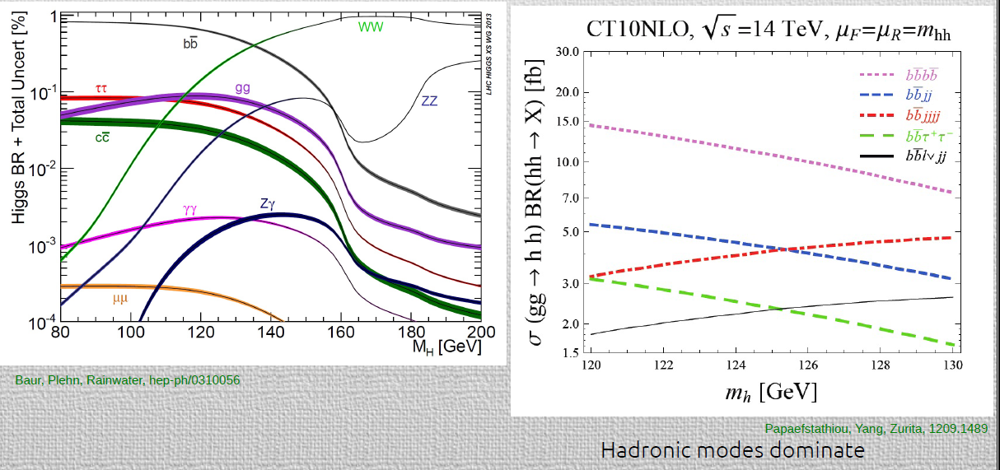 Higgs BR + Total Uncert [%]
1
10⁻¹
10⁻²
10⁻³
10⁻⁴
bb̅
WW
ττ
gg
ZZ
cc̅
γγ
Zγ
μμ
LHC HIGGS XS WG 2013
80 100 120 140 160 180 200
M_H [GeV]
Baur, Plehn, Rainwater, hep-ph/0310056
CT10NLO, √s =14 TeV, μ_F=μ_R=m_hh
σ (gg → h h) BR(hh → X) [fb]
30.0
20.0
15.0
10.0
7.0
5.0
3.0
2.0
1.5
bb̅bb̅
bb̅jj
bb̅jjjj
bb̅τ⁺τ⁻
bb̅lνjj
120 122 124 126 128 130
m_h [GeV]
Papaefstathiou, Yang, Zurita, 1209.1489
Hadronic modes dominate